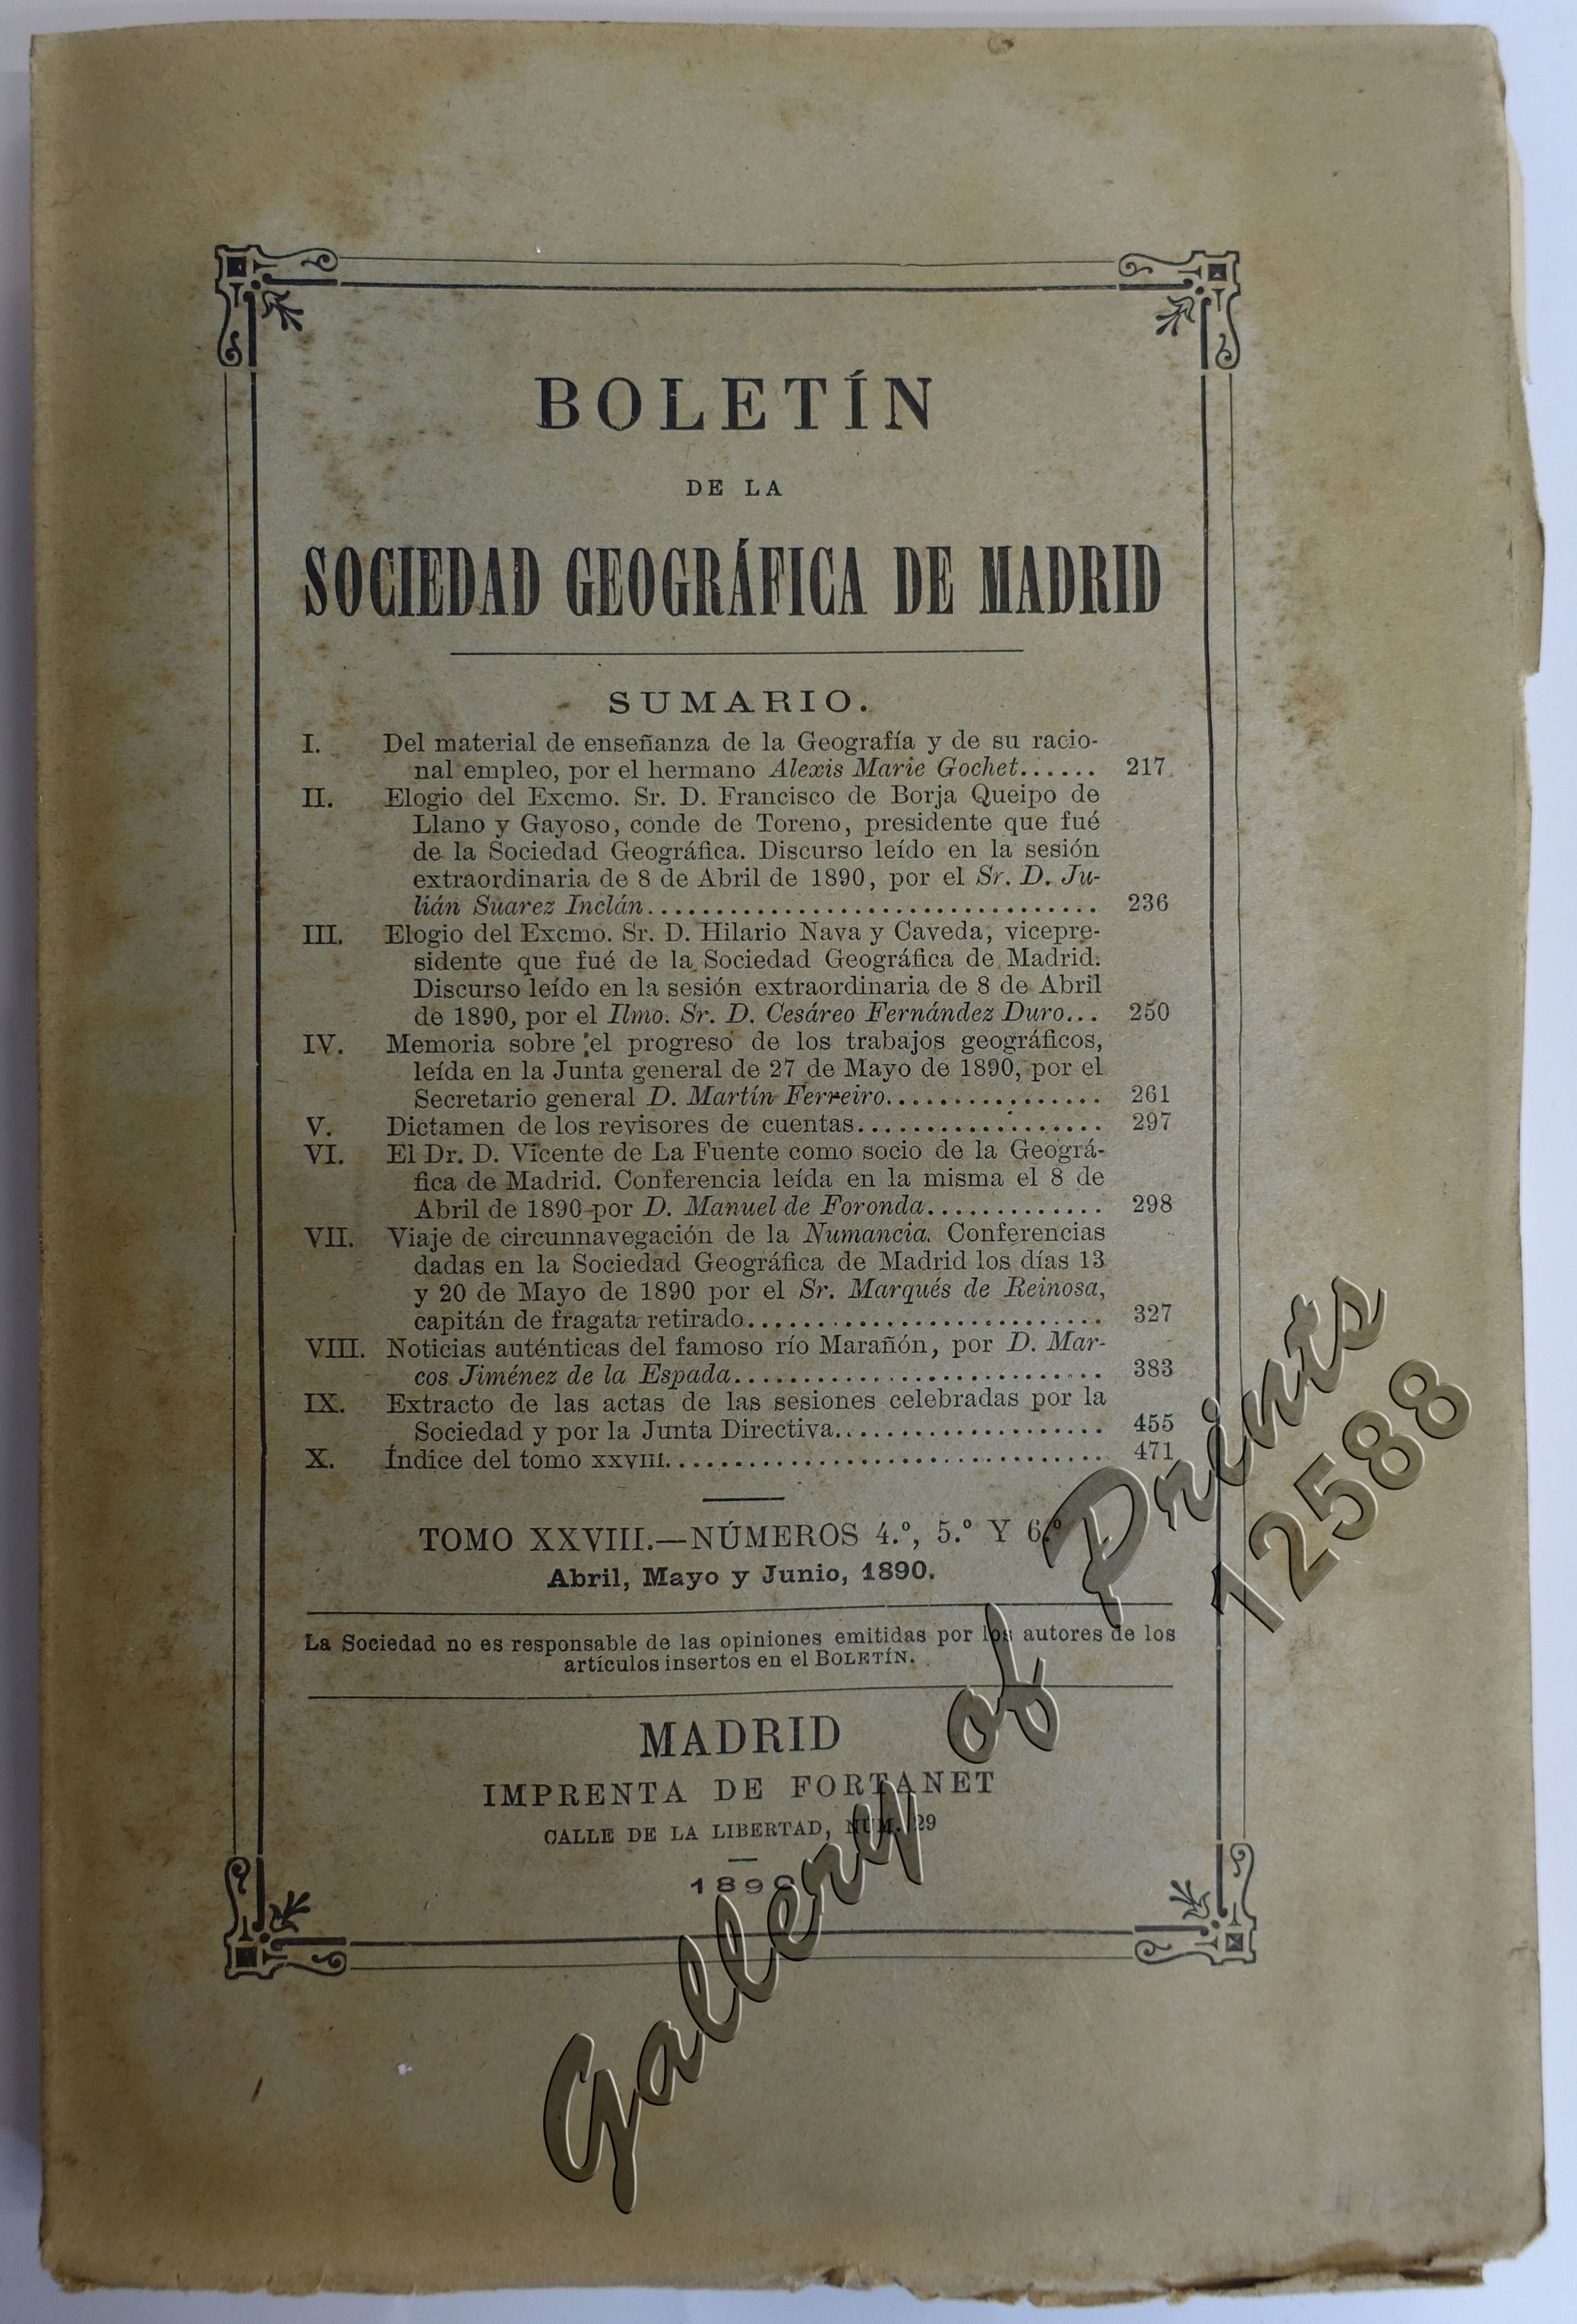 BOLETÍN
DE LA
SOCIEDAD GEOGRÁFICA DE MADRID
SUMARIO.
I. Del material de enseñanza de la Geografía y de su racio-
nal empleo, por el hermano Alexis Marie Gochet...... 217
II. Elogio del Excmo. Sr. D. Francisco de Borja Queipo de
Llano y Gayoso, conde de Toreno, presidente que fué
de la Sociedad Geográfica. Discurso leído en la sesión
extraordinaria de 8 de Abril de 1890, por el Sr. D. Ju-
lián Suarez Inclán................................. 236
III. Elogio del Excmo. Sr. D. Hilario Nava y Caveda, vicepre-
sidente que fué de la Sociedad Geográfica de Madrid.
Discurso leído en la sesión extraordinaria de 8 de Abril
de 1890, por el Ilmo. Sr. D. Cesáreo Fernández Duro... 250
IV. Memoria sobre el progreso de los trabajos geográficos,
leída en la Junta general de 27 de Mayo de 1890, por el
Secretario general D. Martín Ferreiro................ 261
V. Dictamen de los revisores de cuentas.................. 297
VI. El Dr. D. Vicente de La Fuente como socio de la Geográ-
fica de Madrid. Conferencia leída en la misma el 8 de
Abril de 1890 por D. Manuel de Foronda............. 298
VII. Viaje de circunnavegación de la Numancia. Conferencias
dadas en la Sociedad Geográfica de Madrid los días 13
y 20 de Mayo de 1890 por el Sr. Marqués de Reinosa,
capitán de fragata retirado.......................... 327
VIII. Noticias auténticas del famoso río Marañón, por D. Mar-
cos Jiménez de la Espada........................... 383
IX. Extracto de las actas de las sesiones celebradas por la
Sociedad y por la Junta Directiva.................... 455
X. Índice del tomo XXVIII................................ 471
TOMO XXVIII.—NÚMEROS 4.º, 5.º Y 6.º
Abril, Mayo y Junio, 1890.
La Sociedad no es responsable de las opiniones emitidas por los autores de los
artículos insertos en el BOLETÍN.
MADRID
IMPRENTA DE FORTANET
CALLE DE LA LIBERTAD, NÚM. 29
1890
Gallery of Prints
12588